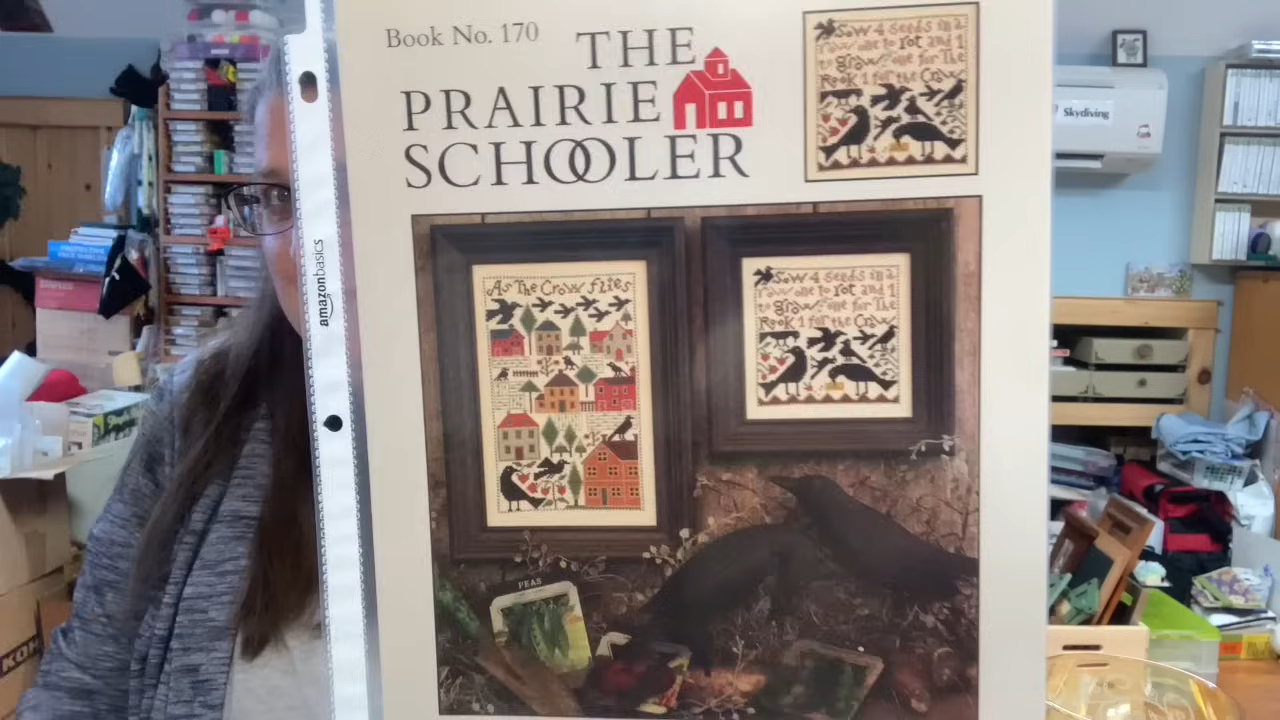 Book No. 170
THE
PRAIRIE
SCHOOLER
Sow 4 seeds in a
row one to rot and 1
to grow one for The
Rook 1 for the Crow
As The Crow flies
Sow 4 seeds in a
row one to rot and 1
to grow one for The
Rook 1 for the Crow
PEAS
amazonbasics
Skydiving